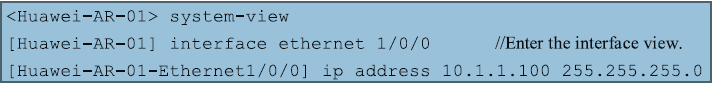 <Huawei-AR-01> system-view
[Huawei-AR-01] interface ethernet 1/0/0 //Enter the interface view.
[Huawei-AR-01-Ethernet1/0/0] ip address 10.1.1.100 255.255.255.0